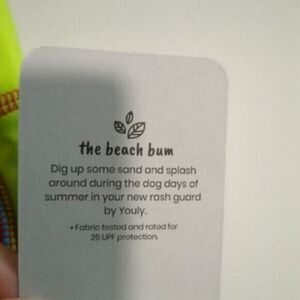 the beach bum
Dig up some sand and splash
around during the dog days of
summer in your new rash guard
by Youly.
• Fabric tested and rated for
25 UPF protection.